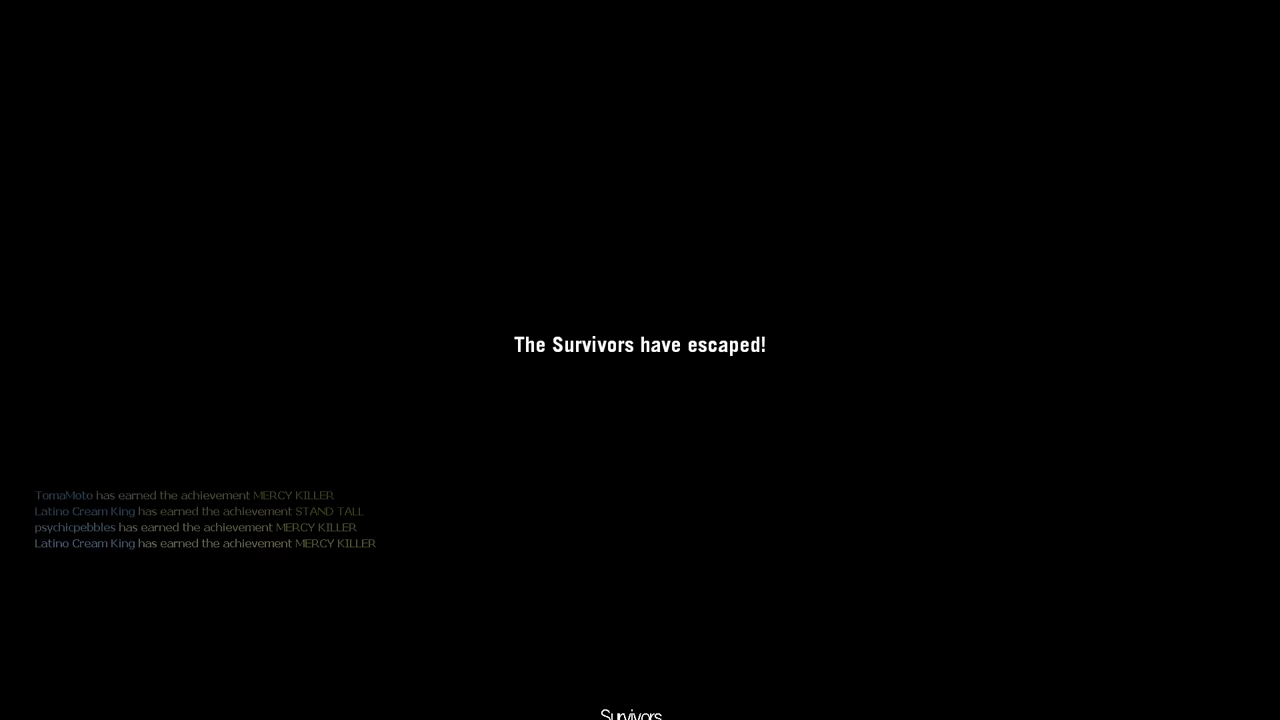 The Survivors have escaped!
TomaMoto has earned the achievement MERCY KILLER
Latino Cream King has earned the achievement STAND TALL
psychicpebbles has earned the achievement MERCY KILLER
Latino Cream King has earned the achievement MERCY KILLER
Survivors